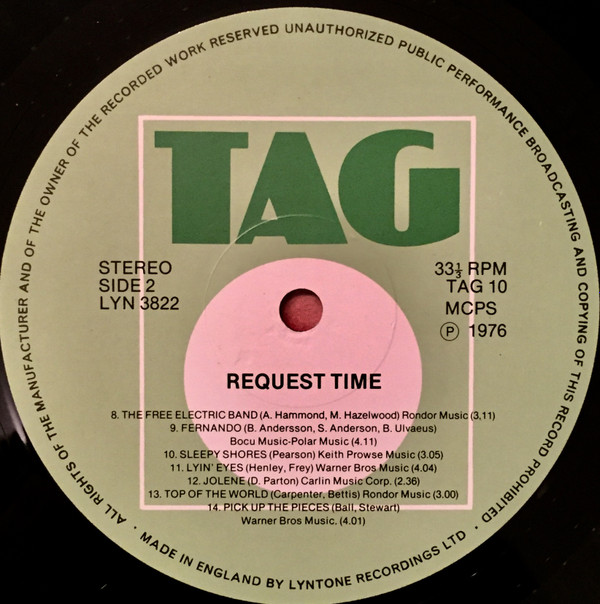 ALL RIGHTS OF THE MANUFACTURER AND OF THE OWNER OF THE RECORDED WORK RESERVED UNAUTHORIZED PUBLIC PERFORMANCE BROADCASTING AND COPYING OF THIS RECORD PROHIBITED
TAG
STEREO
SIDE 2
LYN 3822
33⅓ RPM
TAG 10
MCPS
Ⓟ 1976
REQUEST TIME
8. THE FREE ELECTRIC BAND (A. Hammond, M. Hazelwood) Rondor Music (3,11)
9. FERNANDO (B. Andersson, S. Anderson, B. Ulvaeus)
Bocu Music-Polar Music (4.11)
10. SLEEPY SHORES (Pearson) Keith Prowse Music (3.05)
11. LYIN' EYES (Henley, Frey) Warner Bros Music (4.04)
12. JOLENE (D. Parton) Carlin Music Corp. (2.36)
13. TOP OF THE WORLD (Carpenter, Bettis) Rondor Music (3.00)
14. PICK UP THE PIECES (Ball, Stewart)
Warner Bros Music. (4.01)
· MADE IN ENGLAND BY LYNTONE RECORDINGS LTD ·